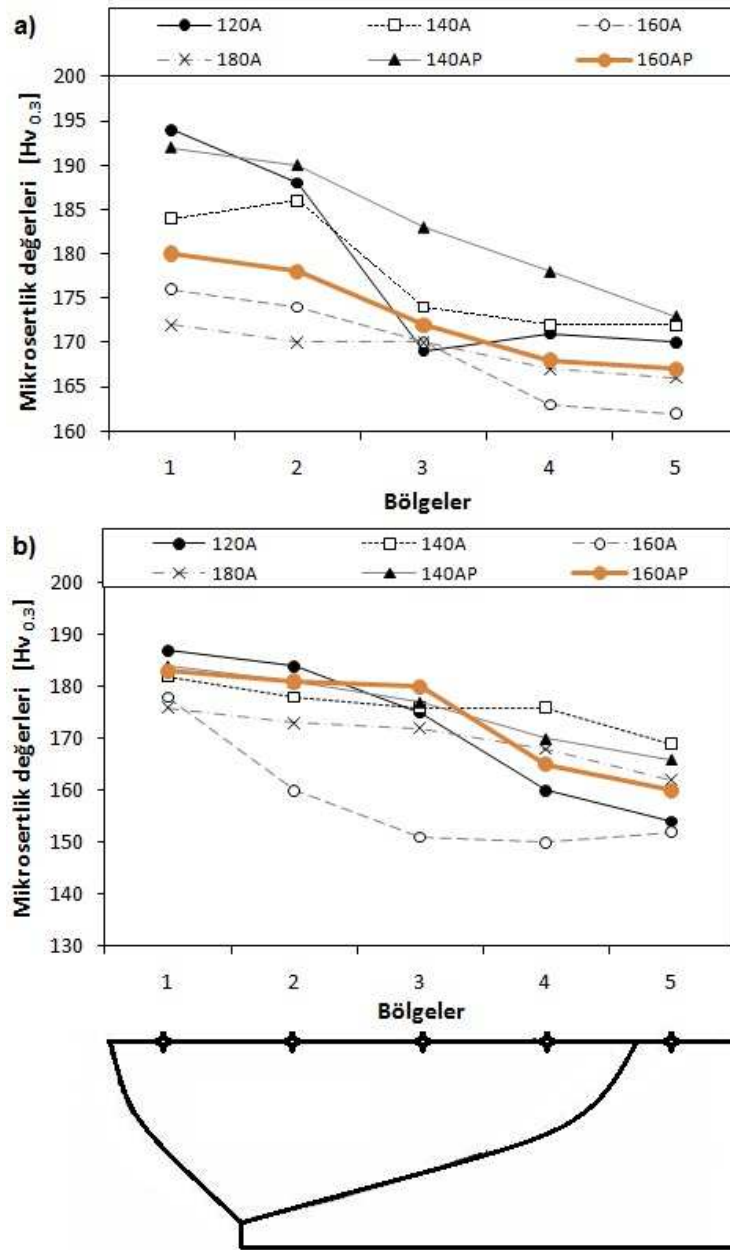 a)
120A 140A 160A
180A 140AP 160AP
Mikrosertlik değerleri [Hv 0.3]
200
195
190
185
180
175
170
165
160
1 2 3 4 5
Bölgeler
b)
120A 140A 160A
180A 140AP 160AP
Mikrosertlik değerleri [Hv 0.3]
200
190
180
170
160
150
140
130
1 2 3 4 5
Bölgeler